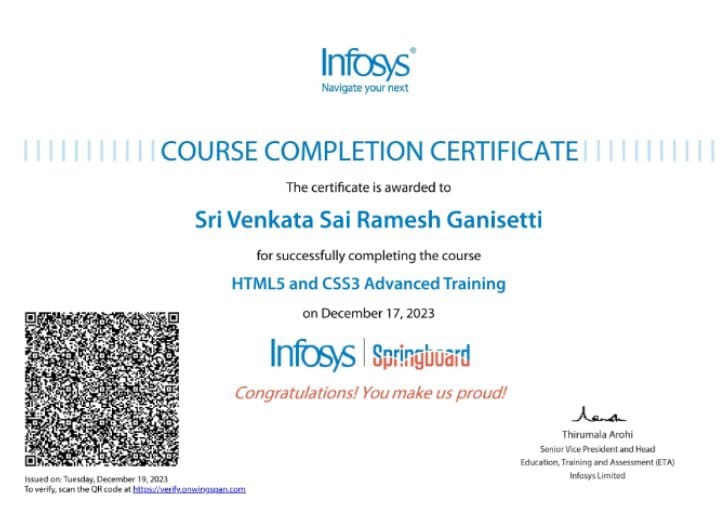 Infosys®
Navigate your next
COURSE COMPLETION CERTIFICATE
The certificate is awarded to
Sri Venkata Sai Ramesh Ganisetti
for successfully completing the course
HTML5 and CSS3 Advanced Training
on December 17, 2023
Infosys | Springboard
Congratulations! You make us proud!
Thirumala Arohi
Senior Vice President and Head
Education, Training and Assessment (ETA)
Infosys Limited
Issued on: Tuesday, December 19, 2023
To verify, scan the QR code at https://verify.onwingspan.com